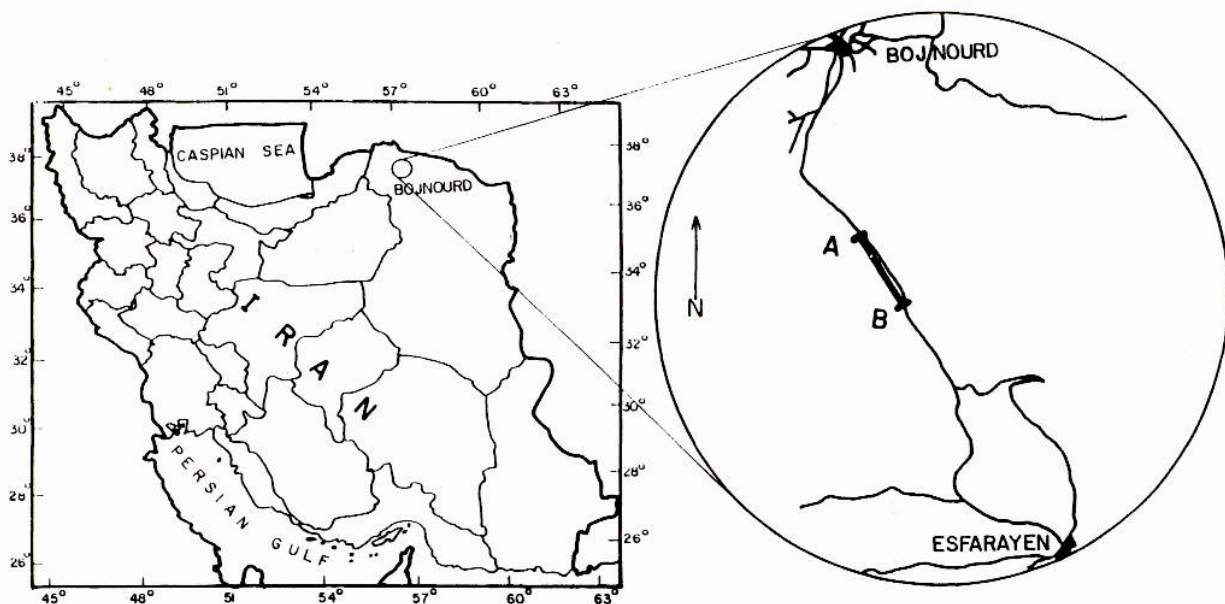 45° 48° 51° 54° 57° 60° 63°
38° 38°
36° 36°
34° 34°
32° 32°
30° 30°
28° 28°
26° 26°
45° 48° 51 54° 57° 60° 63°
CASPIAN SEA
BOJNOURD
IRAN
PERSIAN GULF
BOJNOURD
A
B
N
ESFARAYEN